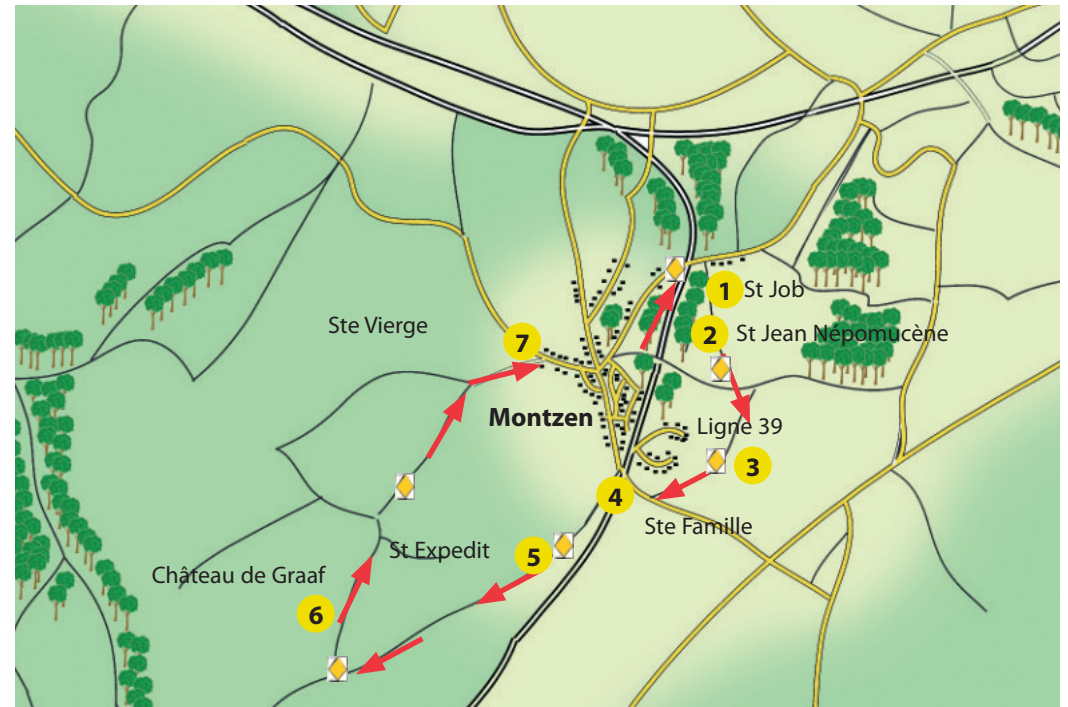 1 St Job
2 St Jean Népomucène
Ste Vierge
7
Montzen
Ligne 39
3
4
Ste Famille
St Expedit
5
Château de Graaf
6